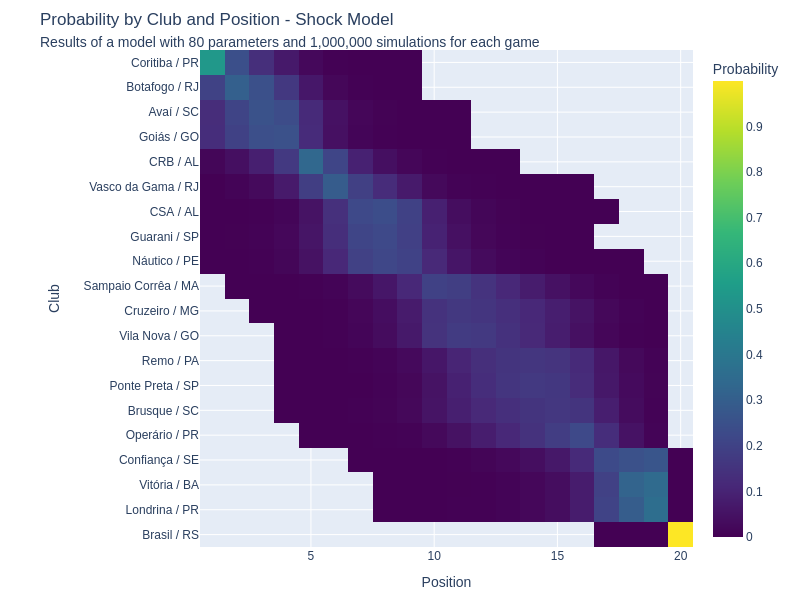 Probability by Club and Position - Shock Model
Results of a model with 80 parameters and 1,000,000 simulations for each game
Probability
Coritiba / PR
Botafogo / RJ
Avaí / SC
Goiás / GO
CRB / AL
Vasco da Gama / RJ
CSA / AL
Guarani / SP
Náutico / PE
Sampaio Corrêa / MA
Cruzeiro / MG
Vila Nova / GO
Remo / PA
Ponte Preta / SP
Brusque / SC
Operário / PR
Confiança / SE
Vitória / BA
Londrina / PR
Brasil / RS
Club
5
10
15
20
Position
0.9
0.8
0.7
0.6
0.5
0.4
0.3
0.2
0.1
0